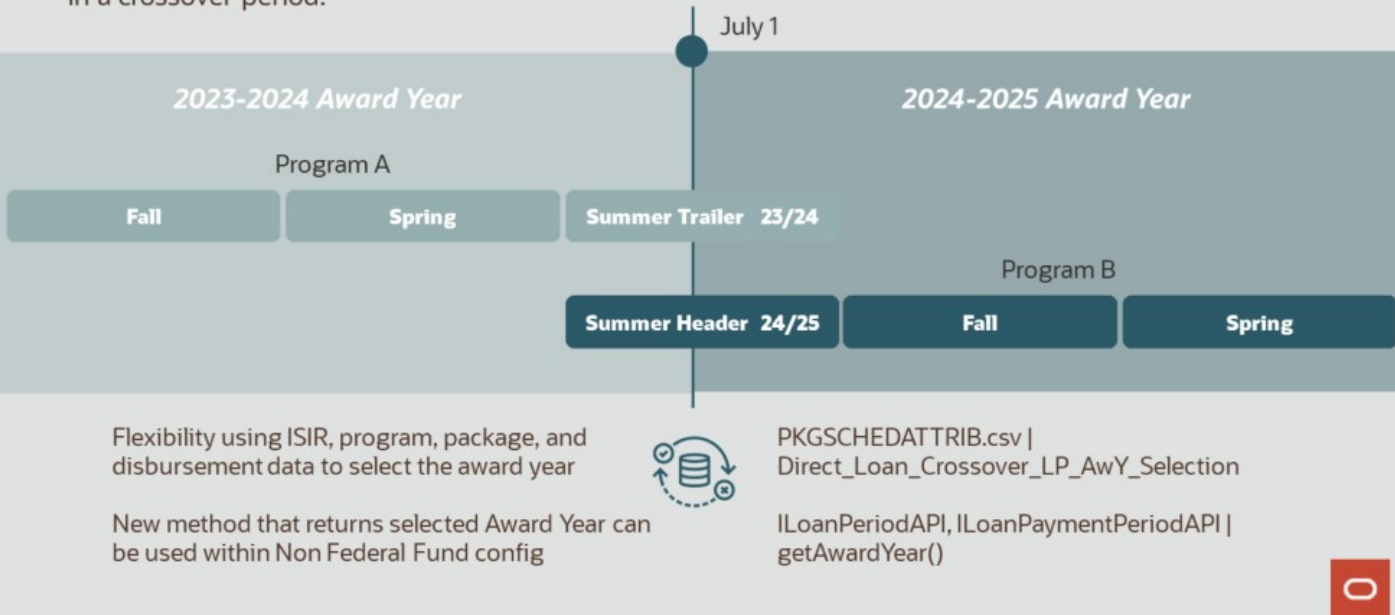 in a crossover period.
July 1
2023-2024 Award Year
2024-2025 Award Year
Program A
Fall
Spring
Summer Trailer 23/24
Program B
Summer Header 24/25
Fall
Spring
Flexibility using ISIR, program, package, and
disbursement data to select the award year
New method that returns selected Award Year can
be used within Non Federal Fund config
PKGSCHEDATTRIB.csv |
Direct_Loan_Crossover_LP_AwY_Selection
ILoanPeriodAPI, ILoanPaymentPeriodAPI |
getAwardYear()